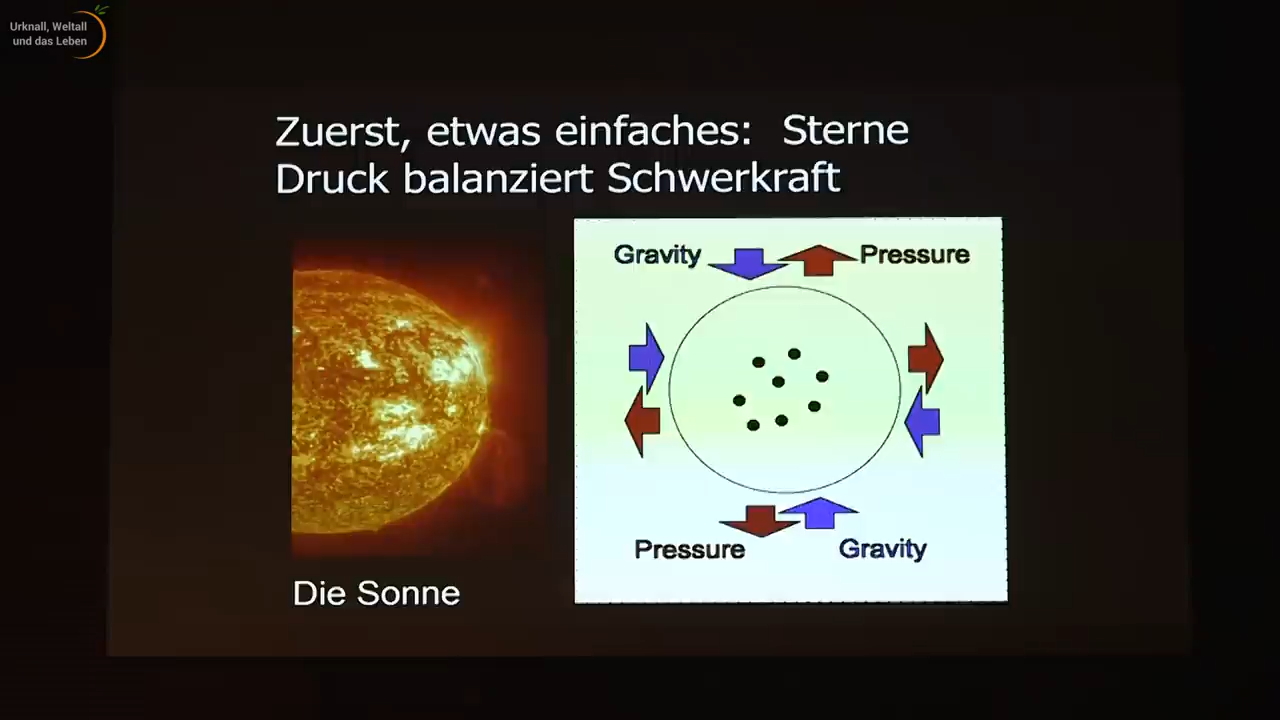 Urknall, Weltall
und das Leben
Zuerst, etwas einfaches: Sterne
Druck balanziert Schwerkraft
Gravity
Pressure
Pressure
Gravity
Die Sonne